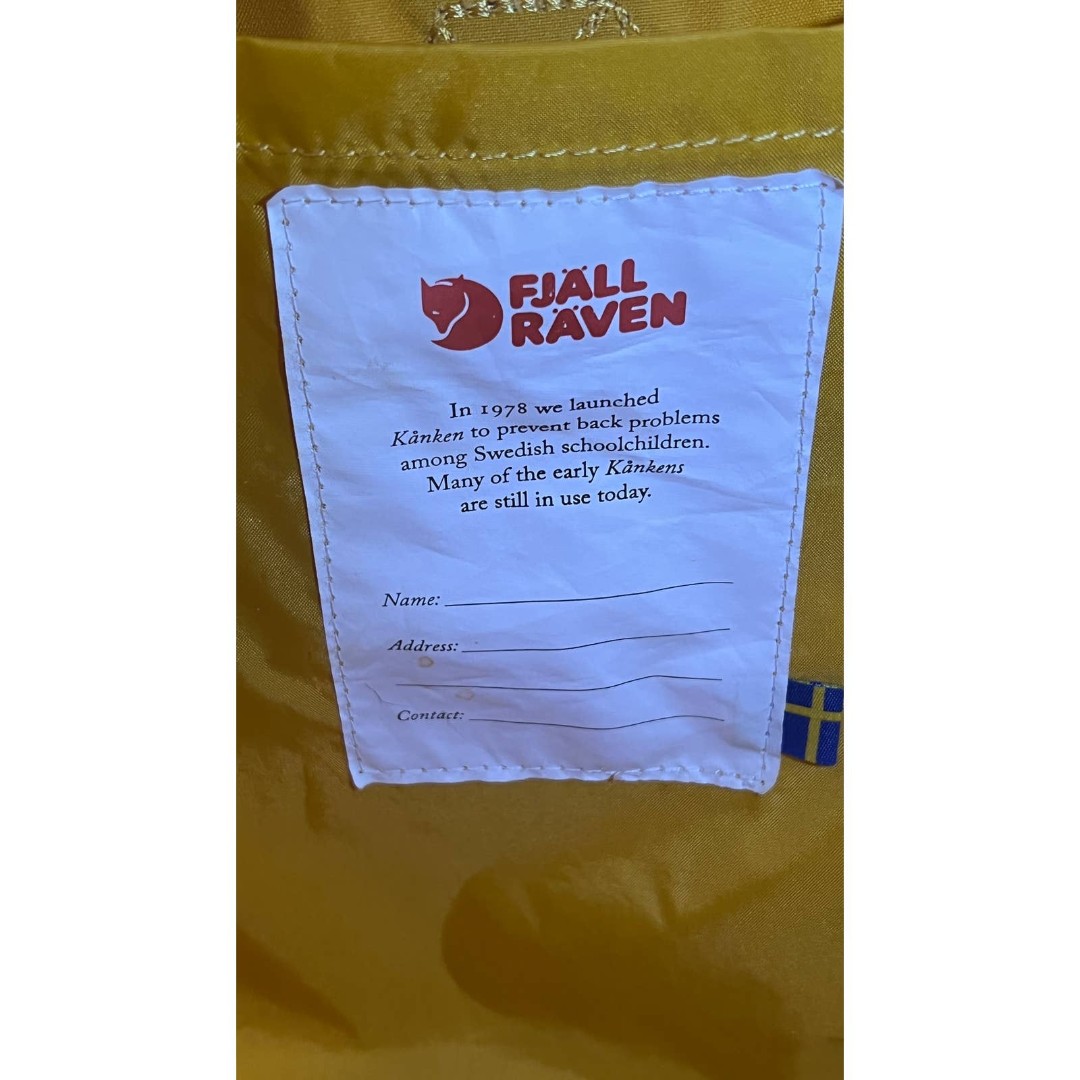 FJÄLL
RÄVEN
In 1978 we launched
Kånken to prevent back problems
among Swedish schoolchildren.
Many of the early Kånkens
are still in use today.
Name:
Address:
Contact: